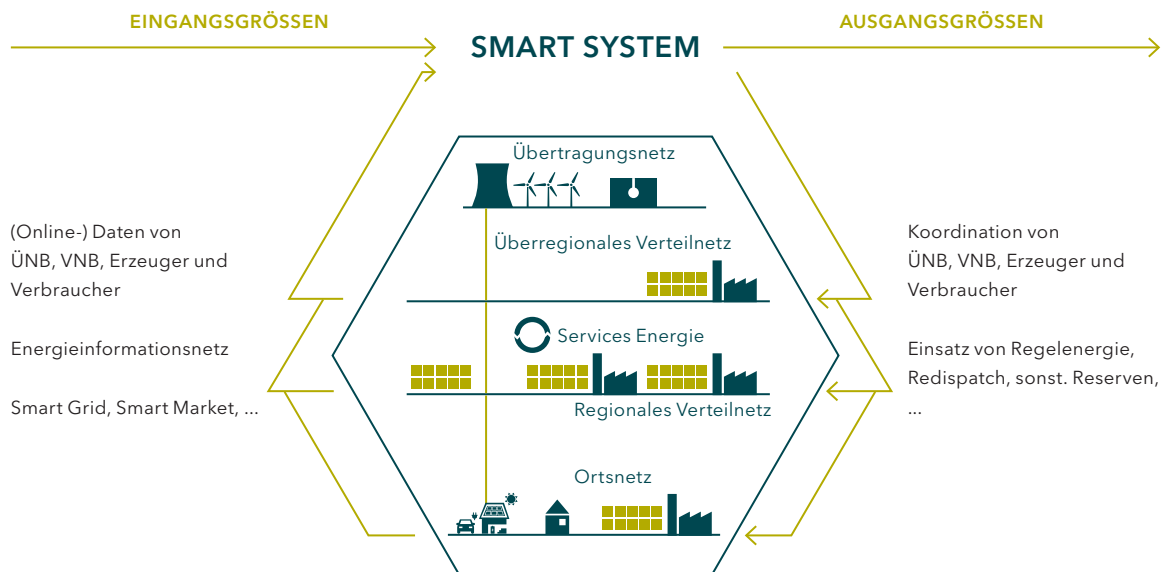 EINGANGSGRÖSSEN
AUSGANGSGRÖSSEN
SMART SYSTEM
(Online-) Daten von
ÜNB, VNB, Erzeuger und
Verbraucher
Energieinformationsnetz
Smart Grid, Smart Market, ...
Übertragungsnetz
Überregionales Verteilnetz
Services Energie
Regionales Verteilnetz
Ortsnetz
Koordination von
ÜNB, VNB, Erzeuger und
Verbraucher
Einsatz von Regelenergie,
Redispatch, sonst. Reserven,
...